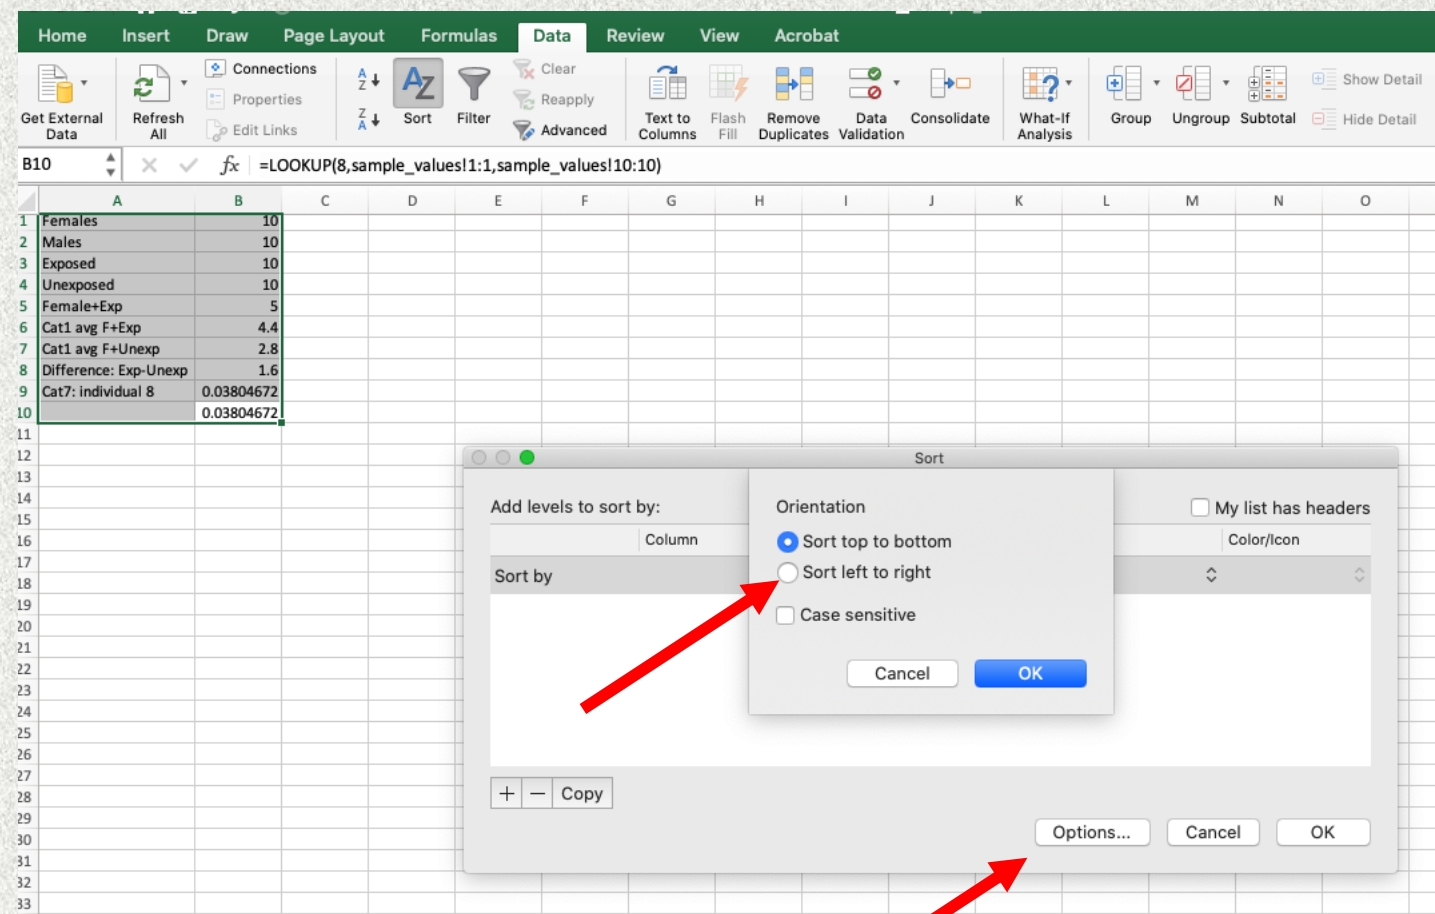 Home Insert Draw Page Layout Formulas Data Review View Acrobat
Get External Data
Refresh All
Connections
Properties
Edit Links
A Z
Z A
AZ
Sort
Filter
Clear
Reapply
Advanced
Text to Columns
Flash Fill
Remove Duplicates
Data Validation
Consolidate
What-If Analysis
Group
Ungroup
Subtotal
Show Detail
Hide Detail
B10 fx =LOOKUP(8,sample_values!1:1,sample_values!10:10)
A B C D E F G H I J K L M N O
1 Females 10
2 Males 10
3 Exposed 10
4 Unexposed 10
5 Female+Exp 5
6 Cat1 avg F+Exp 4.4
7 Cat1 avg F+Unexp 2.8
8 Difference: Exp-Unexp 1.6
9 Cat7: individual 8 0.03804672
10 0.03804672
11
12
13
14
15
16
17
18
19
20
21
22
23
24
25
26
27
28
29
30
31
32
33
Sort
Add levels to sort by:
My list has headers
Column
Color/Icon
Sort by
Orientation
Sort top to bottom
Sort left to right
Case sensitive
Cancel OK
+ − Copy
Options... Cancel OK